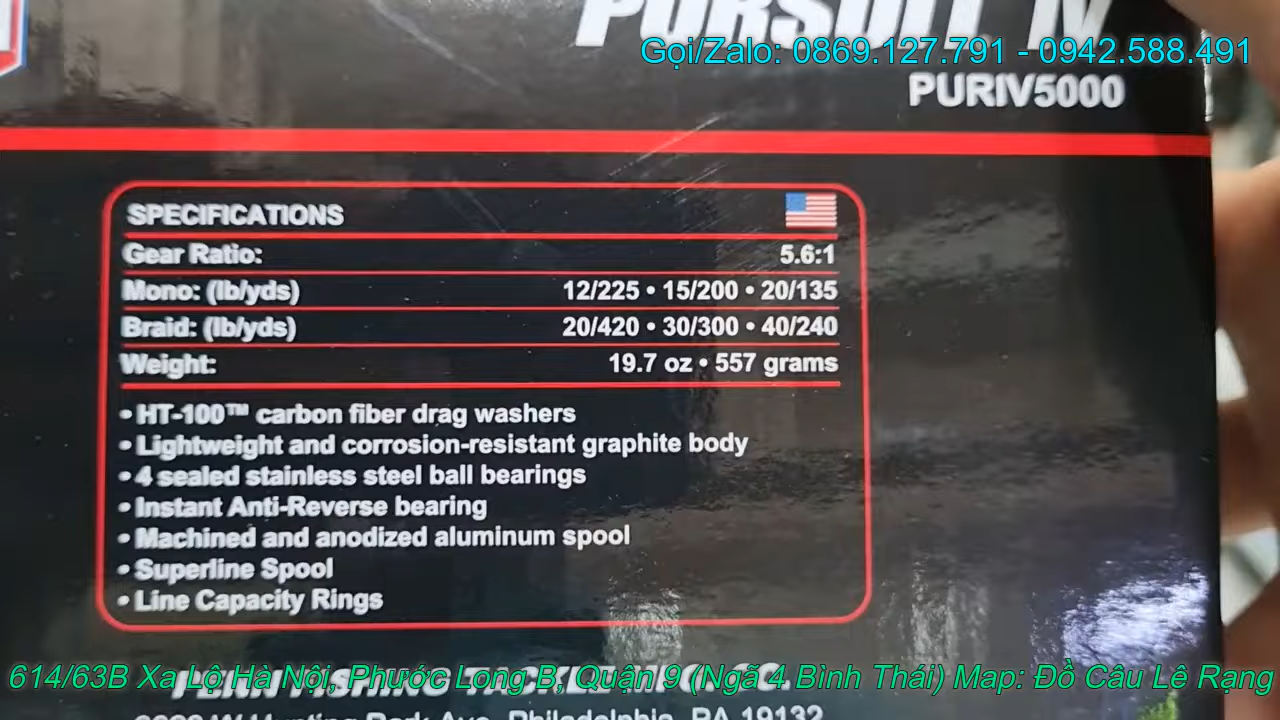 PURSUIT IV
Gọi/Zalo: 0869.127.791 - 0942.588.491
PURIV5000
SPECIFICATIONS
Gear Ratio: 5.6:1
Mono: (lb/yds) 12/225 • 15/200 • 20/135
Braid: (lb/yds) 20/420 • 30/300 • 40/240
Weight: 19.7 oz • 557 grams
• HT-100™ carbon fiber drag washers
• Lightweight and corrosion-resistant graphite body
• 4 sealed stainless steel ball bearings
• Instant Anti-Reverse bearing
• Machined and anodized aluminum spool
• Superline Spool
• Line Capacity Rings
614/63B Xa Lộ Hà Nội, Phước Long B, Quận 9 (Ngã 4 Bình Thái) Map: Đồ Câu Lê Rạng
Park Ave, Philadelphia, PA 19132